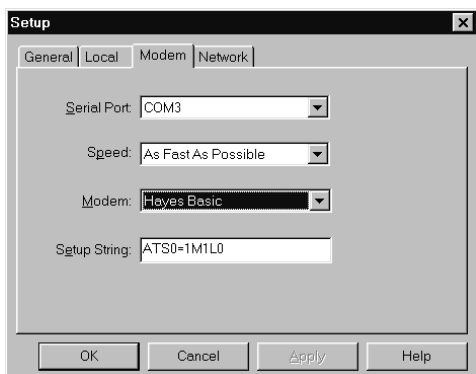 Setup
General Local Modem Network
Serial Port: COM3
Speed: As Fast As Possible
Modem: Hayes Basic
Setup String: ATS0=1M1L0
OK Cancel Apply Help